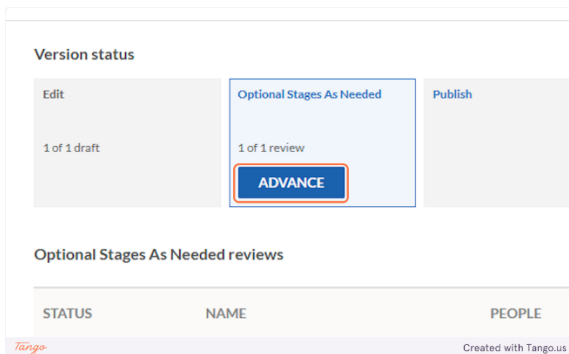 Version status
Edit Optional Stages As Needed Publish
1 of 1 draft 1 of 1 review
ADVANCE
Optional Stages As Needed reviews
STATUS NAME PEOPLE
Tango Created with Tango.us